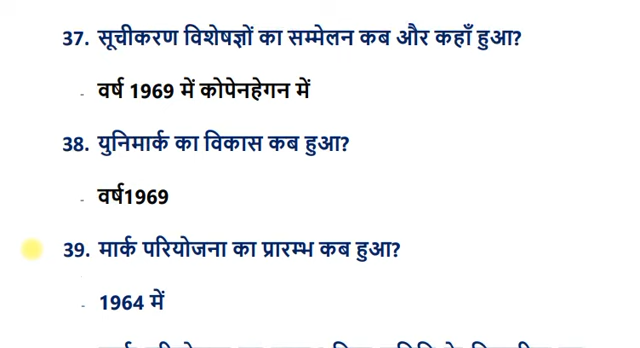 37. सूचीकरण विशेषज्ञों का सम्मेलन कब और कहाँ हुआ?
- वर्ष 1969 में कोपेनहेगन में
38. युनिमार्क का विकास कब हुआ?
- वर्ष1969
39. मार्क परियोजना का प्रारम्भ कब हुआ?
- 1964 में